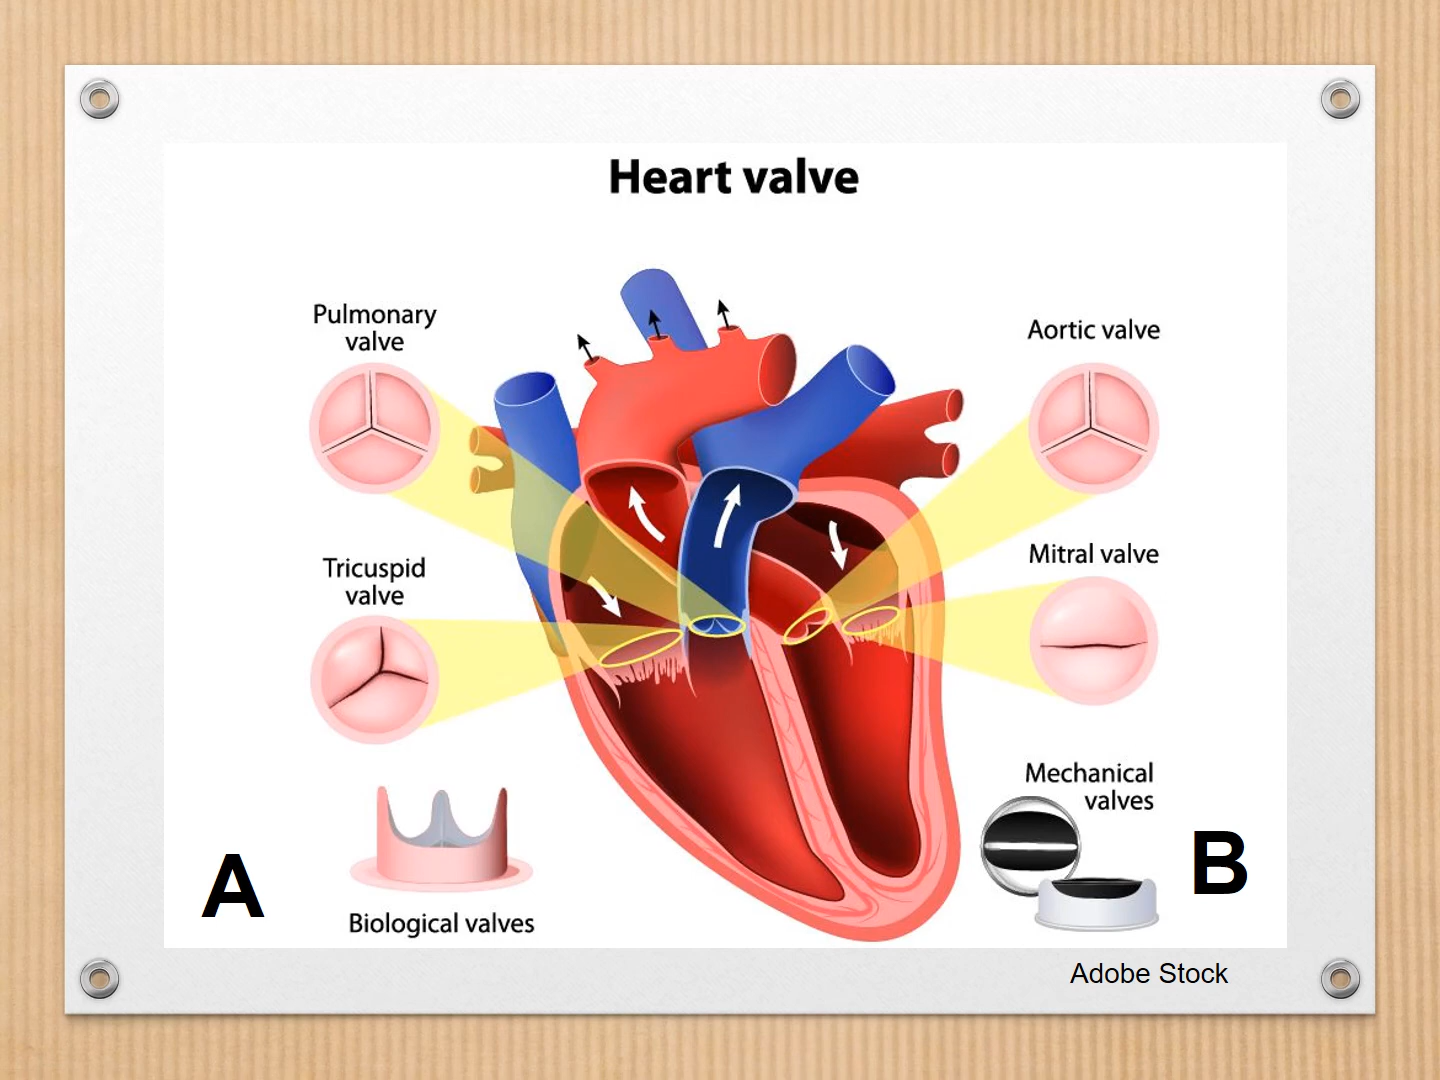 Heart valve
Pulmonary
valve
Aortic valve
Tricuspid
valve
Mitral valve
Mechanical
valves
A
B
Biological valves
Adobe Stock